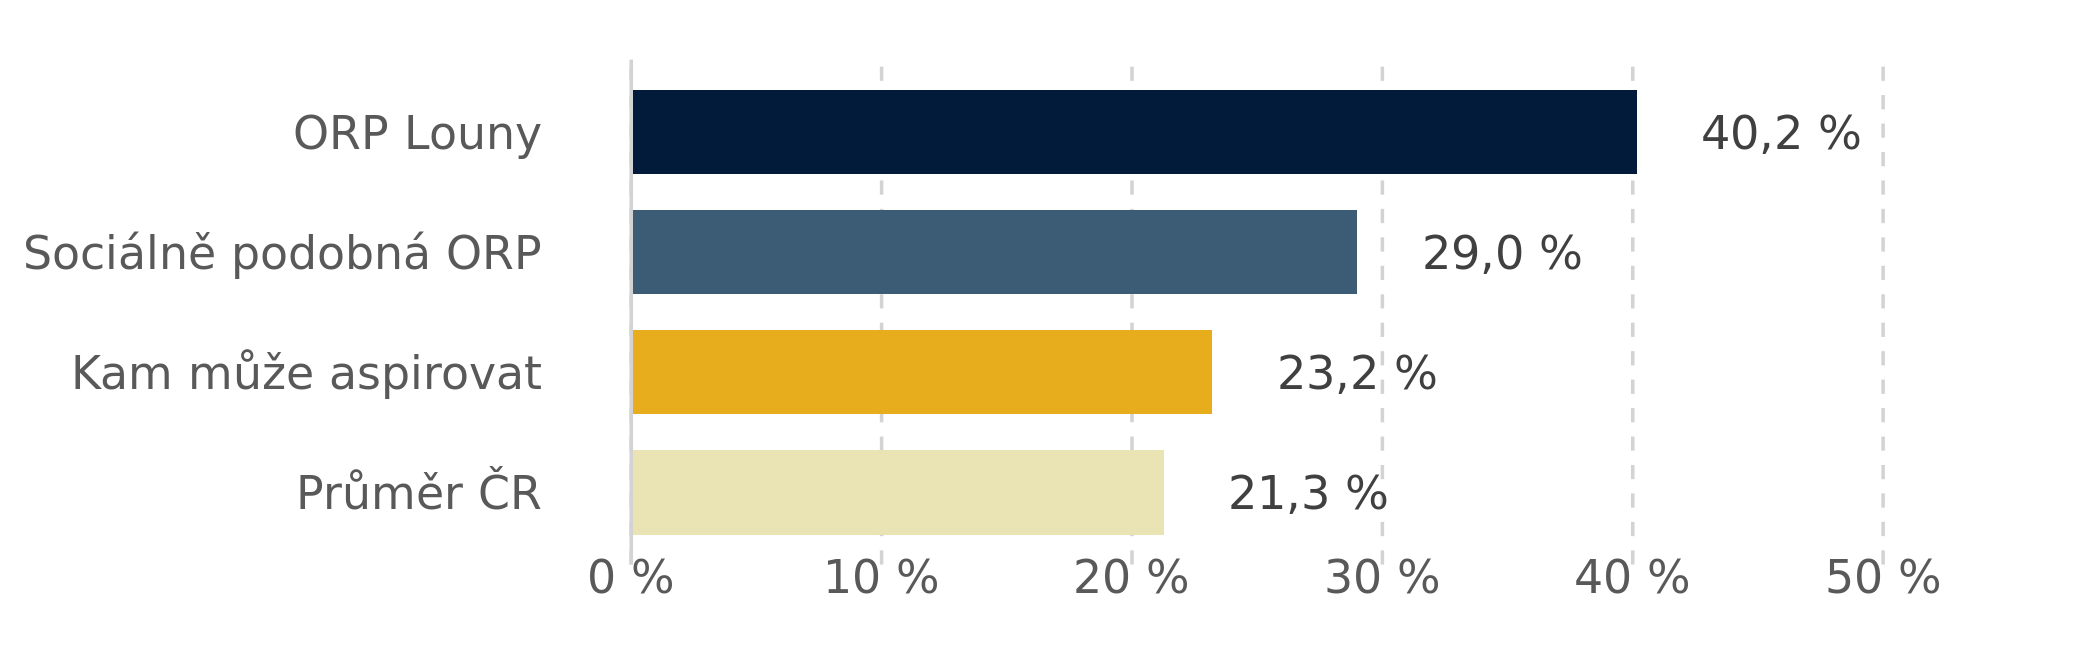 ORP Louny 40,2 %
Sociálně podobná ORP 29,0 %
Kam může aspirovat 23,2 %
Průměr ČR 21,3 %
0 % 10 % 20 % 30 % 40 % 50 %